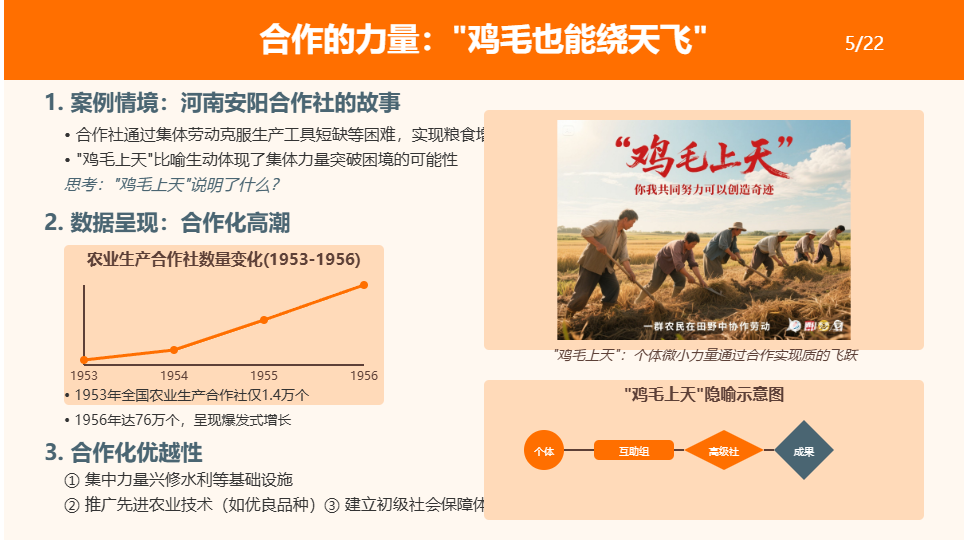 合作的力量："鸡毛也能绕天飞"
5/22
1. 案例情境：河南安阳合作社的故事
• 合作社通过集体劳动克服生产工具短缺等困难，实现粮食增
• "鸡毛上天"比喻生动体现了集体力量突破困境的可能性
思考："鸡毛上天"说明了什么？
2. 数据呈现：合作化高潮
农业生产合作社数量变化(1953-1956)
1953 1954 1955 1956
• 1953年全国农业生产合作社仅1.4万个
• 1956年达76万个，呈现爆发式增长
3. 合作化优越性
① 集中力量兴修水利等基础设施
② 推广先进农业技术（如优良品种）③ 建立初级社会保障体
“鸡毛上天”
你我共同努力可以创造奇迹
一群农民在田野中协作劳动
"鸡毛上天"：个体微小力量通过合作实现质的飞跃
"鸡毛上天"隐喻示意图
个体 互助组 高级社 成果